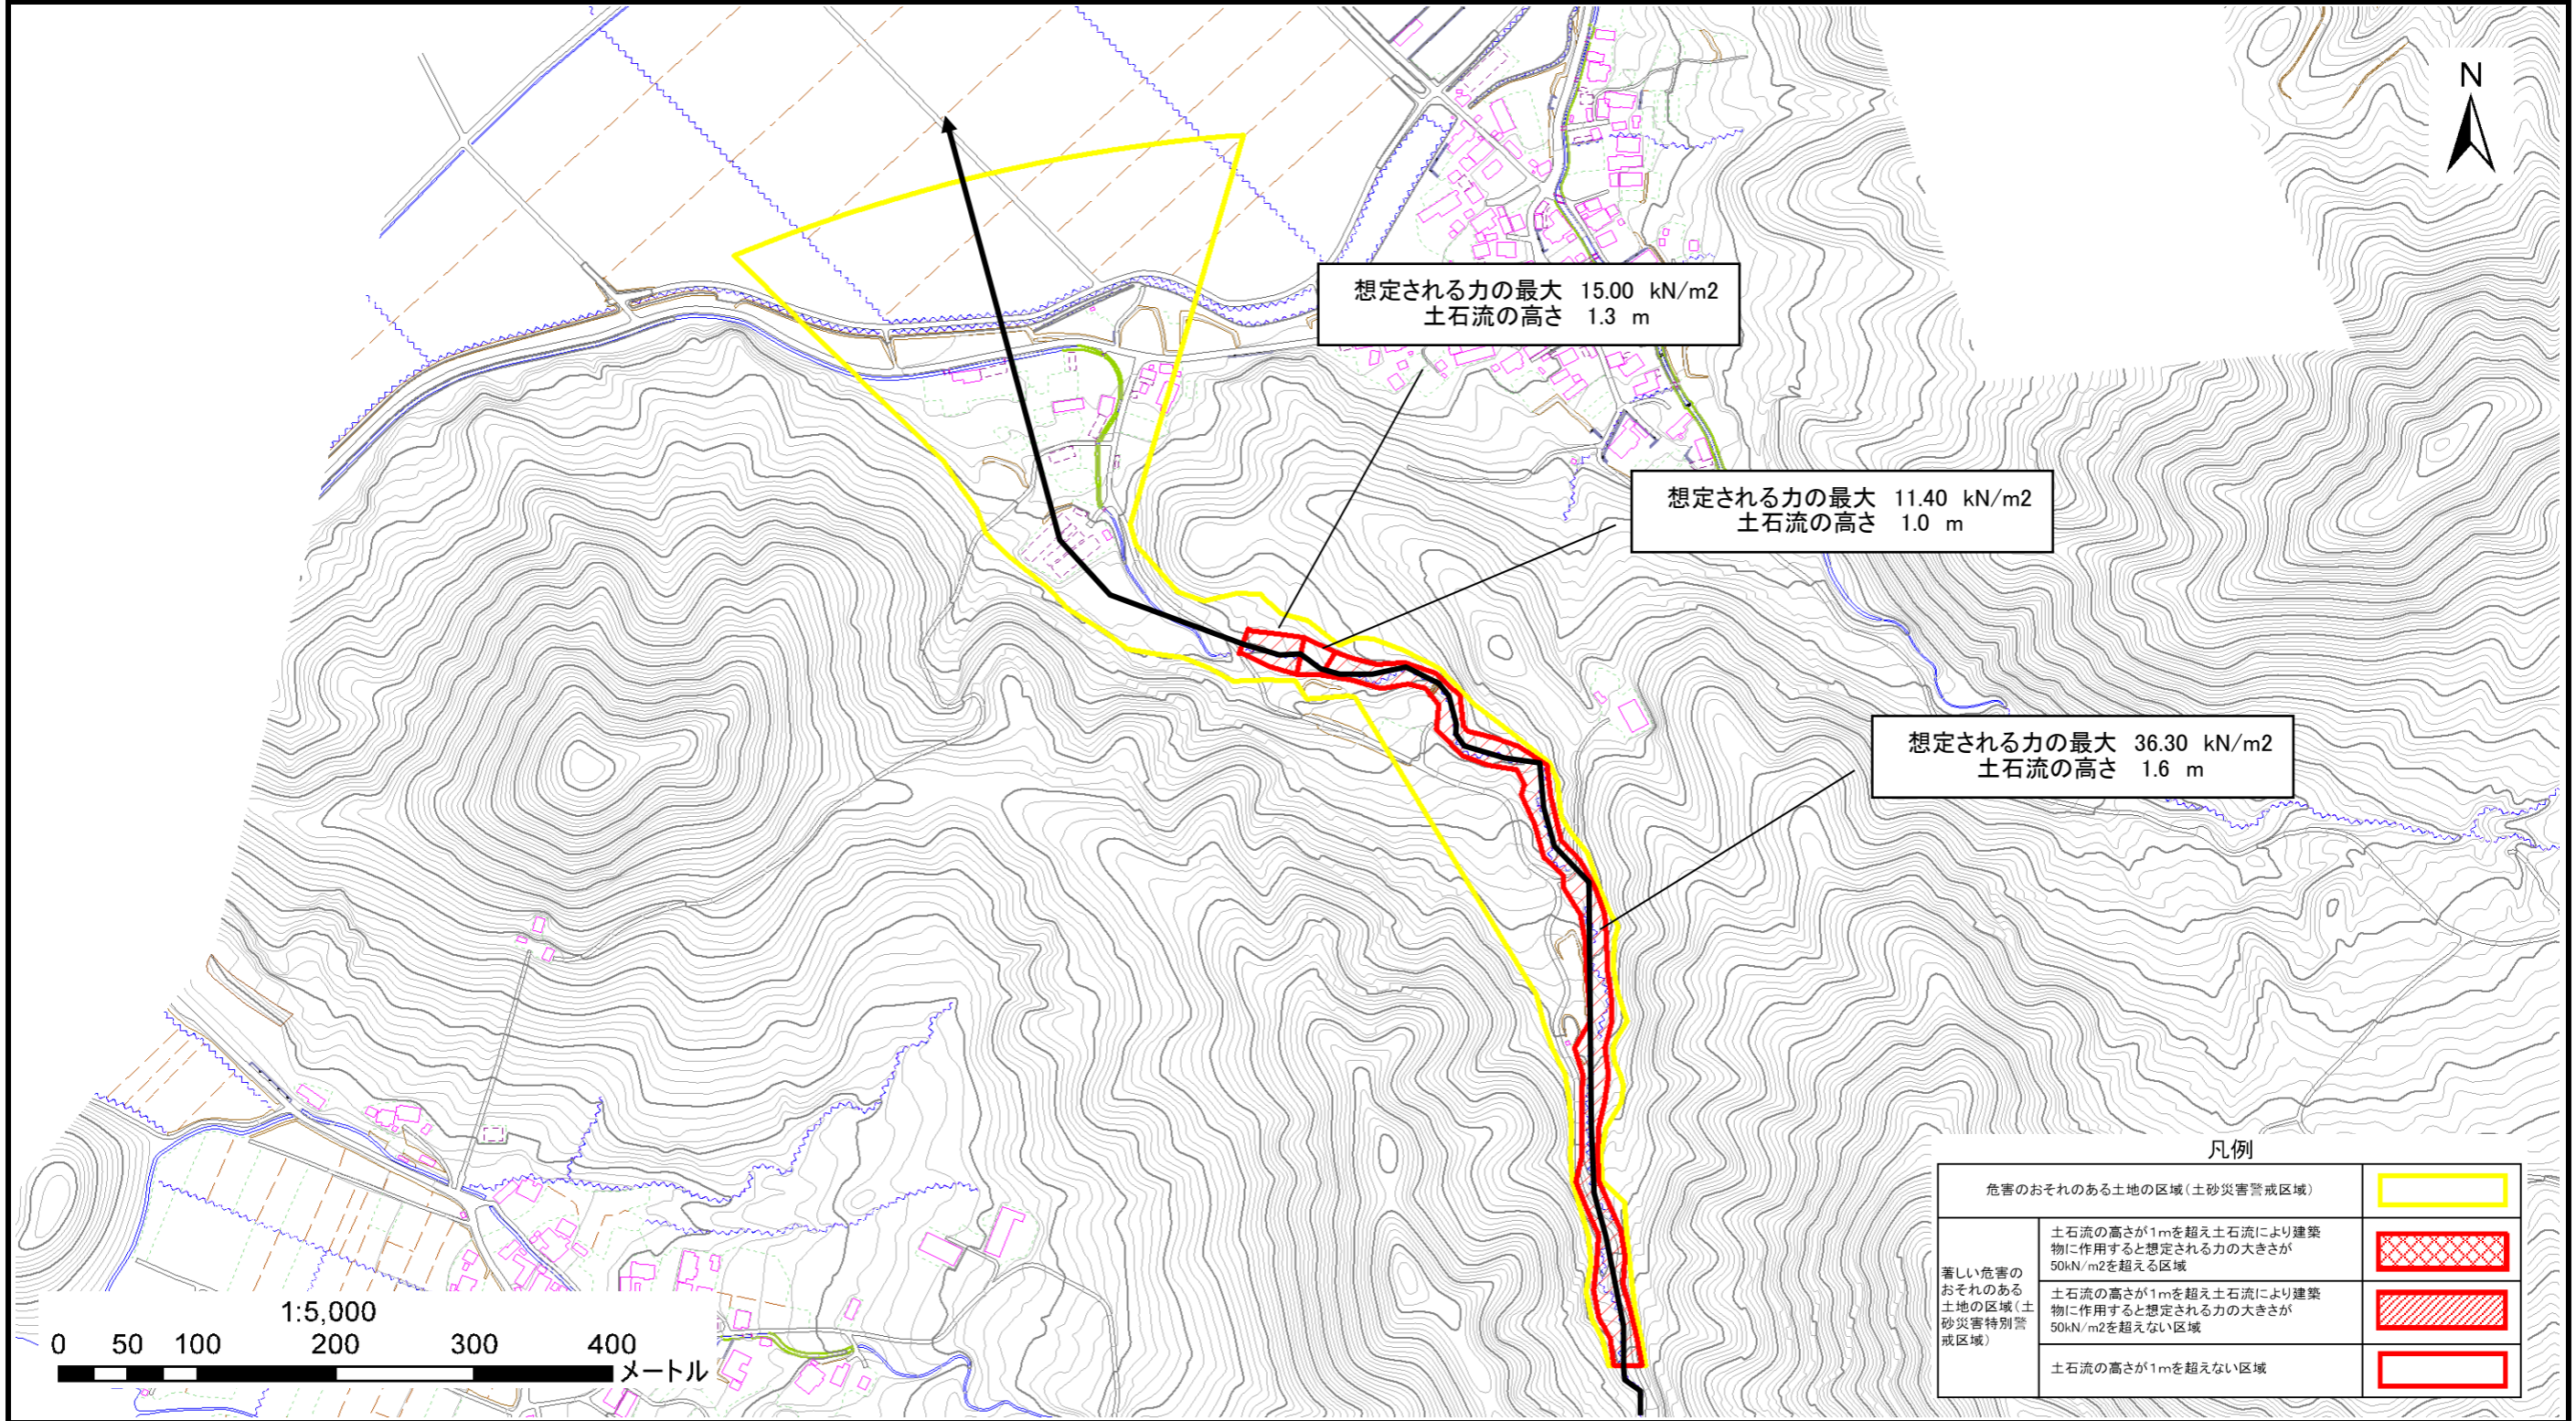 N
想定される力の最大 15.00 kN/m2
土石流の高さ 1.3 m
想定される力の最大 11.40 kN/m2
土石流の高さ 1.0 m
想定される力の最大 36.30 kN/m2
土石流の高さ 1.6 m
凡例
危害のおそれのある土地の区域(土砂災害警戒区域)
著しい危害の
おそれのある
土地の区域(土
砂災害特別警
戒区域)
土石流の高さが1mを超え土石流により建築
物に作用すると想定される力の大きさが
50kN/m2を超える区域
土石流の高さが1mを超え土石流により建築
物に作用すると想定される力の大きさが
50kN/m2を超えない区域
土石流の高さが1mを超えない区域
1:5,000
0 50 100 200 300 400
メートル